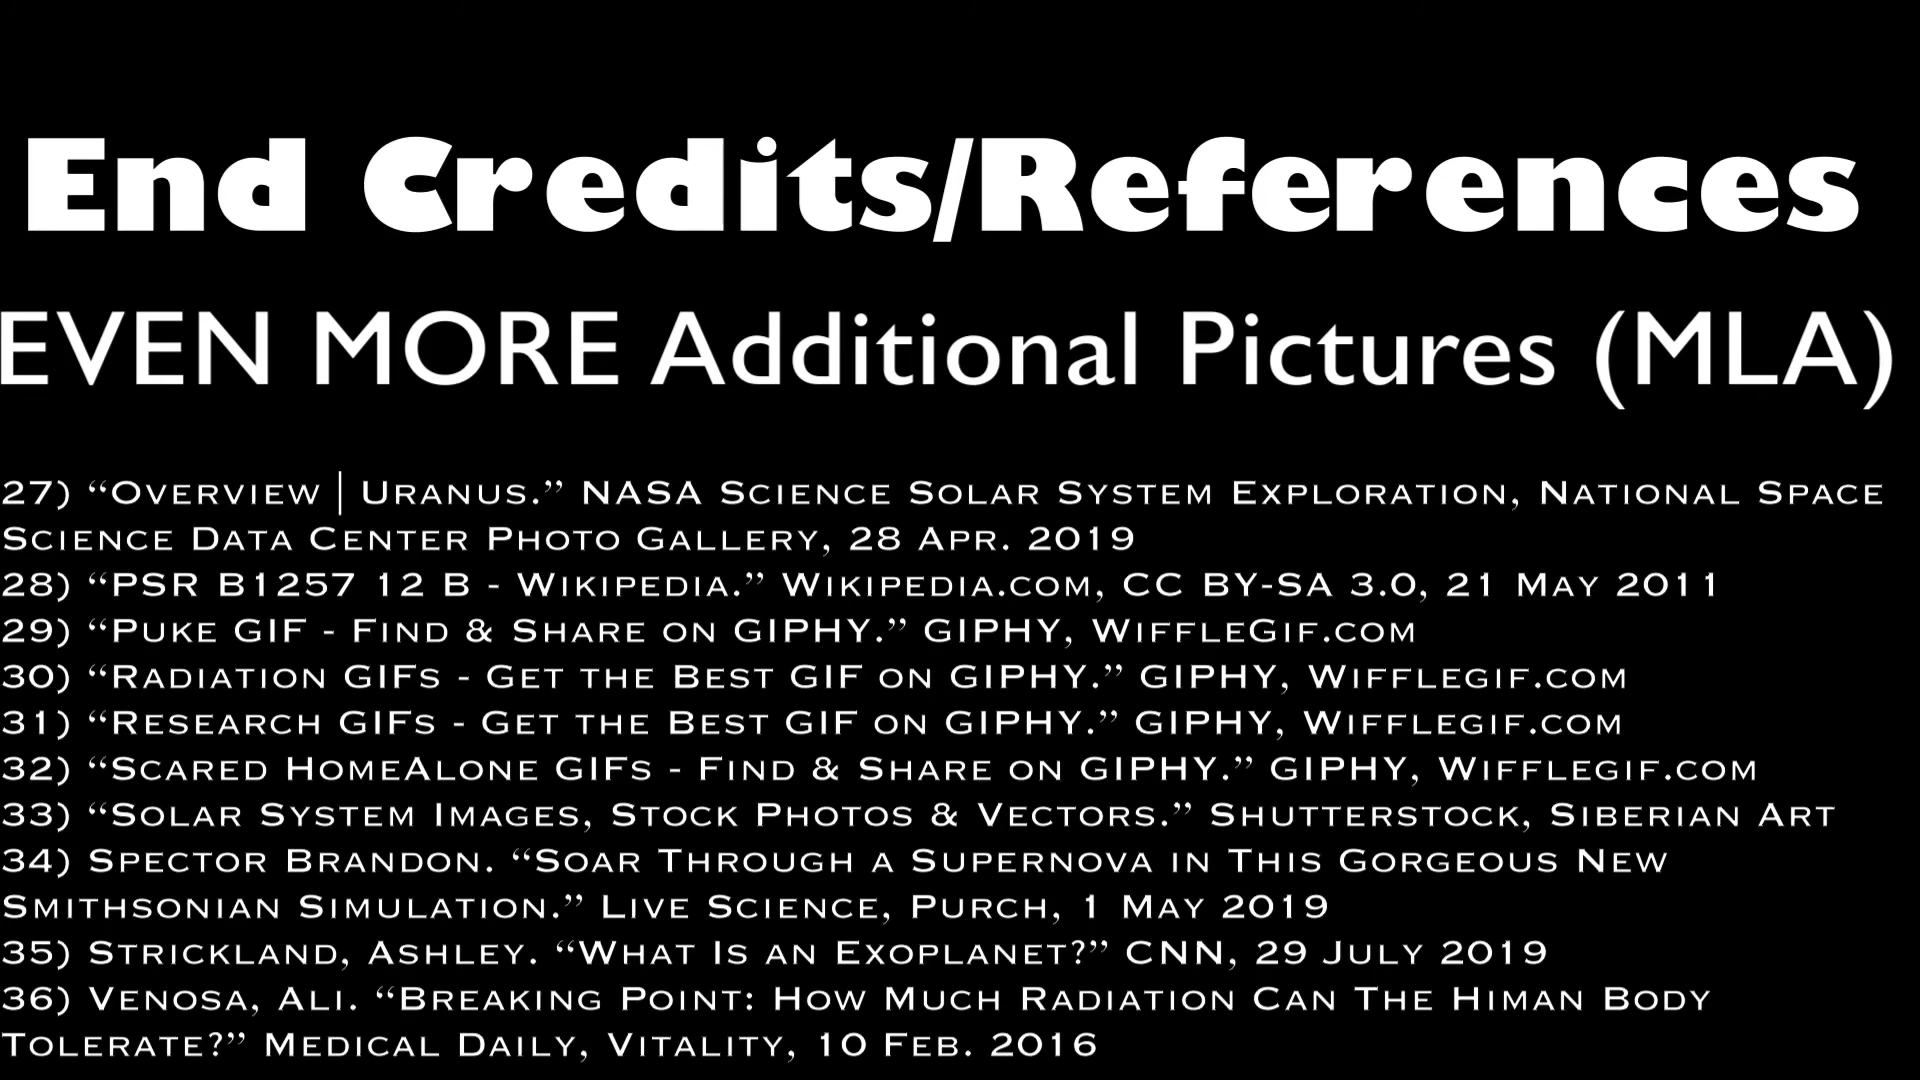 End Credits/References
EVEN MORE Additional Pictures (MLA)
27) “Overview | Uranus.” NASA Science Solar System Exploration, National Space
Science Data Center Photo Gallery, 28 Apr. 2019
28) “PSR B1257 12 B - Wikipedia.” Wikipedia.com, CC BY-SA 3.0, 21 May 2011
29) “Puke GIF - Find & Share on GIPHY.” GIPHY, WiffleGif.com
30) “Radiation GIFs - Get the Best GIF on GIPHY.” GIPHY, Wifflegif.com
31) “Research GIFs - Get the Best GIF on GIPHY.” GIPHY, Wifflegif.com
32) “Scared HomeAlone GIFs - Find & Share on GIPHY.” GIPHY, Wifflegif.com
33) “Solar System Images, Stock Photos & Vectors.” Shutterstock, Siberian Art
34) Spector Brandon. “Soar Through a Supernova in This Gorgeous New
Smithsonian Simulation.” Live Science, Purch, 1 May 2019
35) Strickland, Ashley. “What Is an Exoplanet?” CNN, 29 July 2019
36) Venosa, Ali. “Breaking Point: How Much Radiation Can The Himan Body
Tolerate?” Medical Daily, Vitality, 10 Feb. 2016